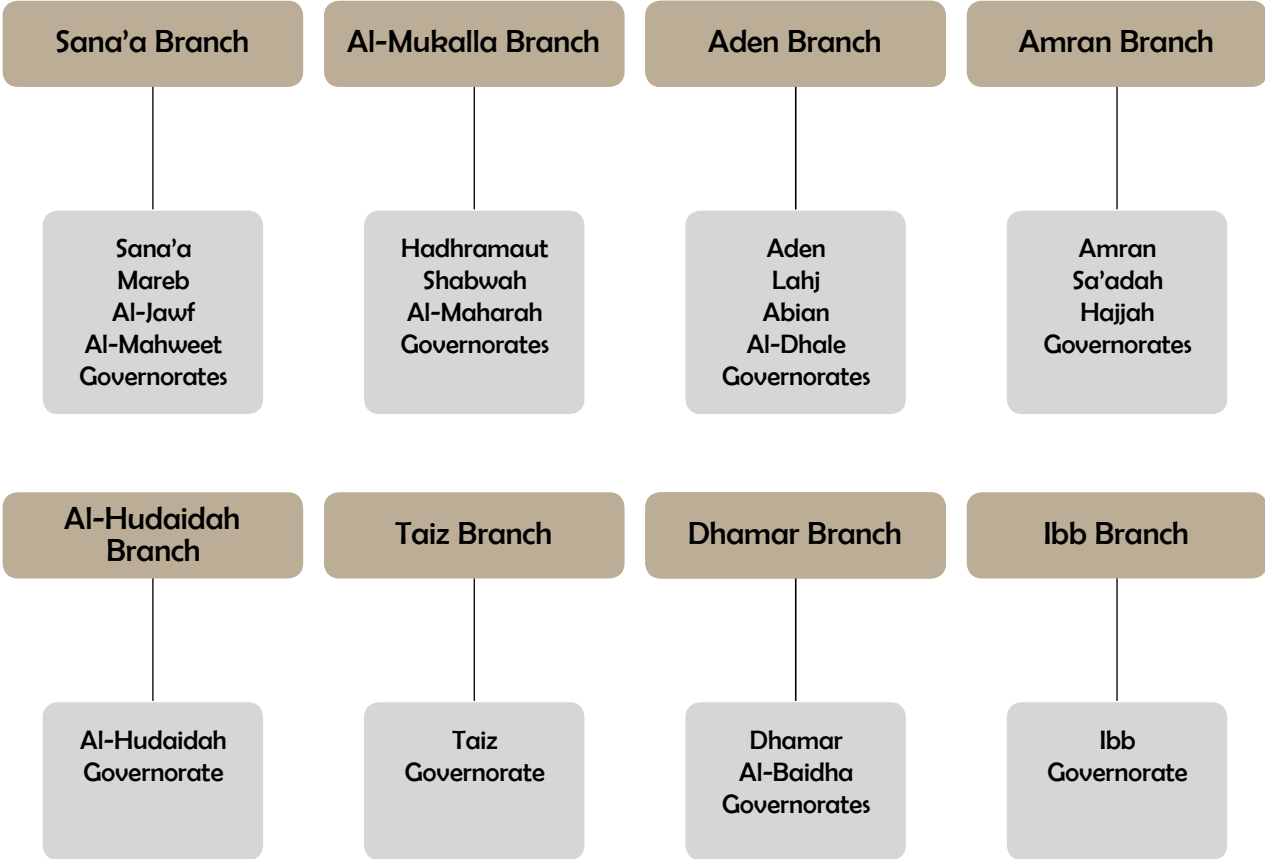 Sana’a Branch
Al-Mukalla Branch
Aden Branch
Amran Branch
Sana’a
Mareb
Al-Jawf
Al-Mahweet
Governorates
Hadhramaut
Shabwah
Al-Maharah
Governorates
Aden
Lahj
Abian
Al-Dhale
Governorates
Amran
Sa’adah
Hajjah
Governorates
Al-Hudaidah
Branch
Taiz Branch
Dhamar Branch
Ibb Branch
Al-Hudaidah
Governorate
Taiz
Governorate
Dhamar
Al-Baidha
Governorates
Ibb
Governorate